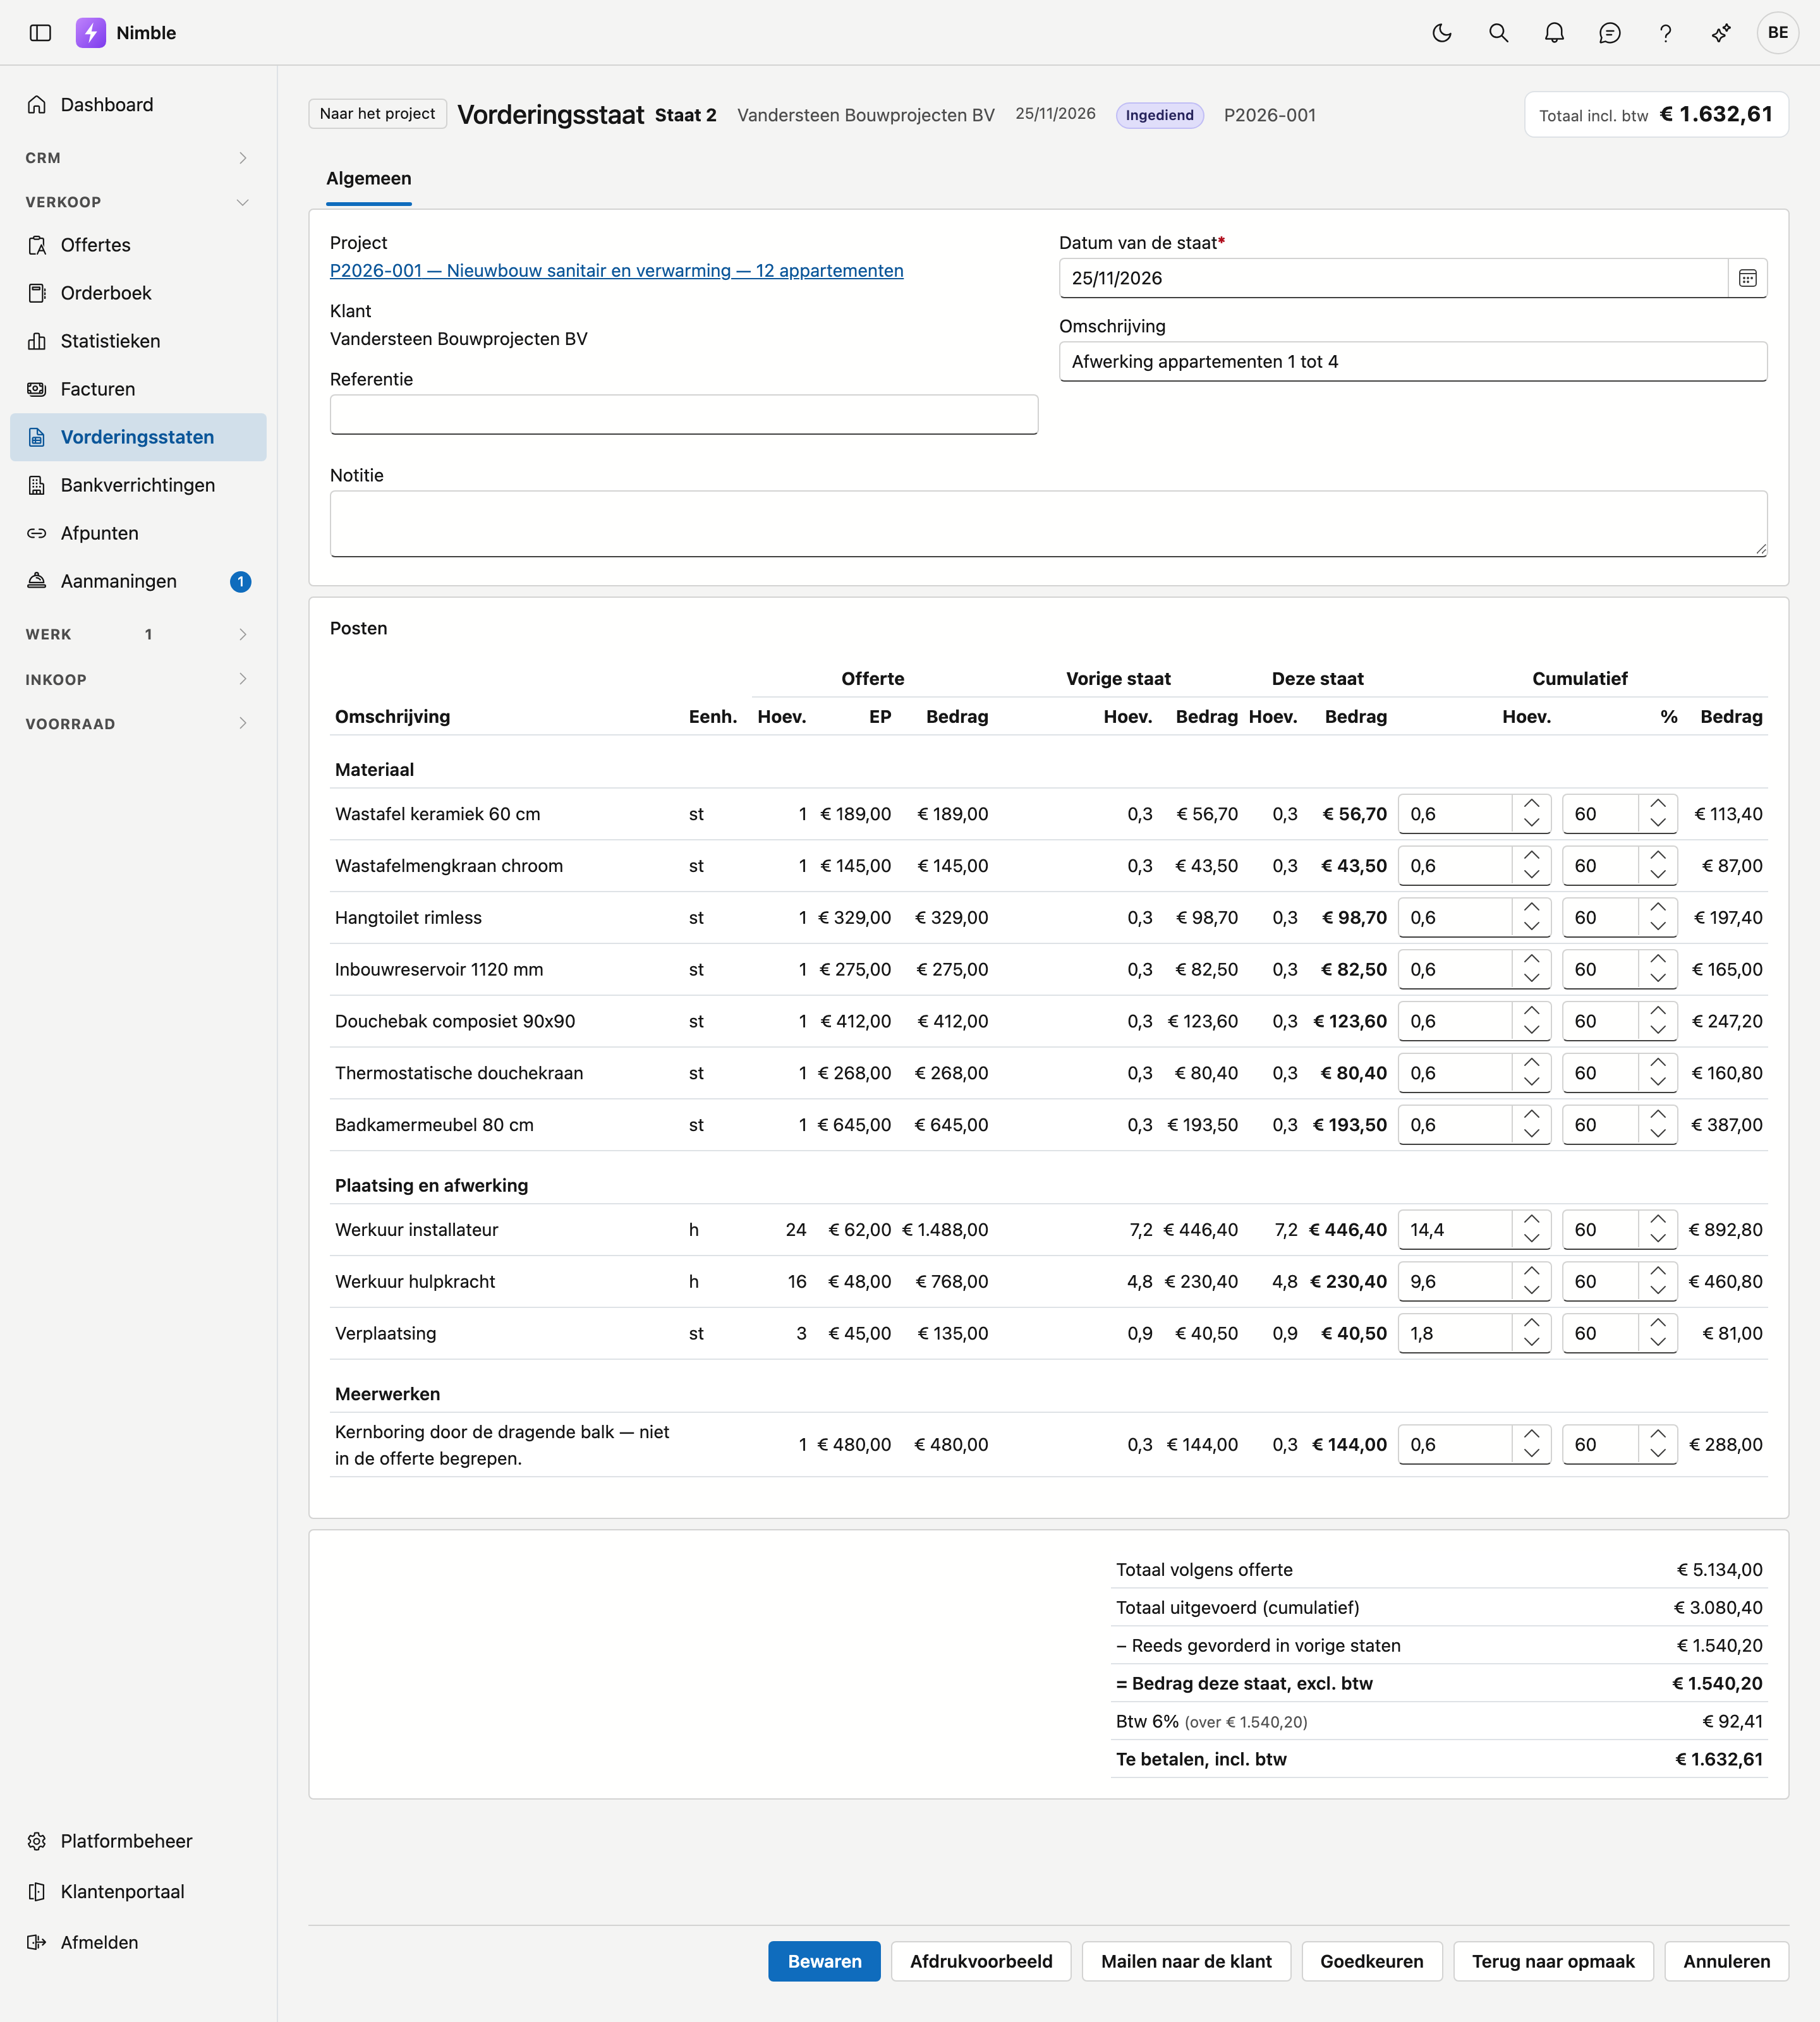 Nimble
BE
Dashboard
CRM
VERKOOP
Offertes
Orderboek
Statistieken
Facturen
Vorderingsstaten
Bankverrichtingen
Afpunten
Aanmaningen 1
WERK 1
INKOOP
VOORRAAD
Platformbeheer
Klantenportaal
Afmelden
Naar het project Vorderingsstaat Staat 2 Vandersteen Bouwprojecten BV 25/11/2026 Ingediend P2026-001 Totaal incl. btw € 1.632,61
Algemeen
Project
P2026-001 — Nieuwbouw sanitair en verwarming — 12 appartementen
Klant
Vandersteen Bouwprojecten BV
Referentie
Datum van de staat*
25/11/2026
Omschrijving
Afwerking appartementen 1 tot 4
Notitie
Posten
Offerte Vorige staat Deze staat Cumulatief
Omschrijving Eenh. Hoev. EP Bedrag Hoev. Bedrag Hoev. Bedrag Hoev. % Bedrag
Materiaal
Wastafel keramiek 60 cm st 1 € 189,00 € 189,00 0,3 € 56,70 0,3 € 56,70 0,6 60 € 113,40
Wastafelmengkraan chroom st 1 € 145,00 € 145,00 0,3 € 43,50 0,3 € 43,50 0,6 60 € 87,00
Hangtoilet rimless st 1 € 329,00 € 329,00 0,3 € 98,70 0,3 € 98,70 0,6 60 € 197,40
Inbouwreservoir 1120 mm st 1 € 275,00 € 275,00 0,3 € 82,50 0,3 € 82,50 0,6 60 € 165,00
Douchebak composiet 90x90 st 1 € 412,00 € 412,00 0,3 € 123,60 0,3 € 123,60 0,6 60 € 247,20
Thermostatische douchekraan st 1 € 268,00 € 268,00 0,3 € 80,40 0,3 € 80,40 0,6 60 € 160,80
Badkamermeubel 80 cm st 1 € 645,00 € 645,00 0,3 € 193,50 0,3 € 193,50 0,6 60 € 387,00
Plaatsing en afwerking
Werkuur installateur h 24 € 62,00 € 1.488,00 7,2 € 446,40 7,2 € 446,40 14,4 60 € 892,80
Werkuur hulpkracht h 16 € 48,00 € 768,00 4,8 € 230,40 4,8 € 230,40 9,6 60 € 460,80
Verplaatsing st 3 € 45,00 € 135,00 0,9 € 40,50 0,9 € 40,50 1,8 60 € 81,00
Meerwerken
Kernboring door de dragende balk — niet
in de offerte begrepen. 1 € 480,00 € 480,00 0,3 € 144,00 0,3 € 144,00 0,6 60 € 288,00
Totaal volgens offerte € 5.134,00
Totaal uitgevoerd (cumulatief) € 3.080,40
– Reeds gevorderd in vorige staten € 1.540,20
= Bedrag deze staat, excl. btw € 1.540,20
Btw 6% (over € 1.540,20) € 92,41
Te betalen, incl. btw € 1.632,61
Bewaren Afdrukvoorbeeld Mailen naar de klant Goedkeuren Terug naar opmaak Annuleren